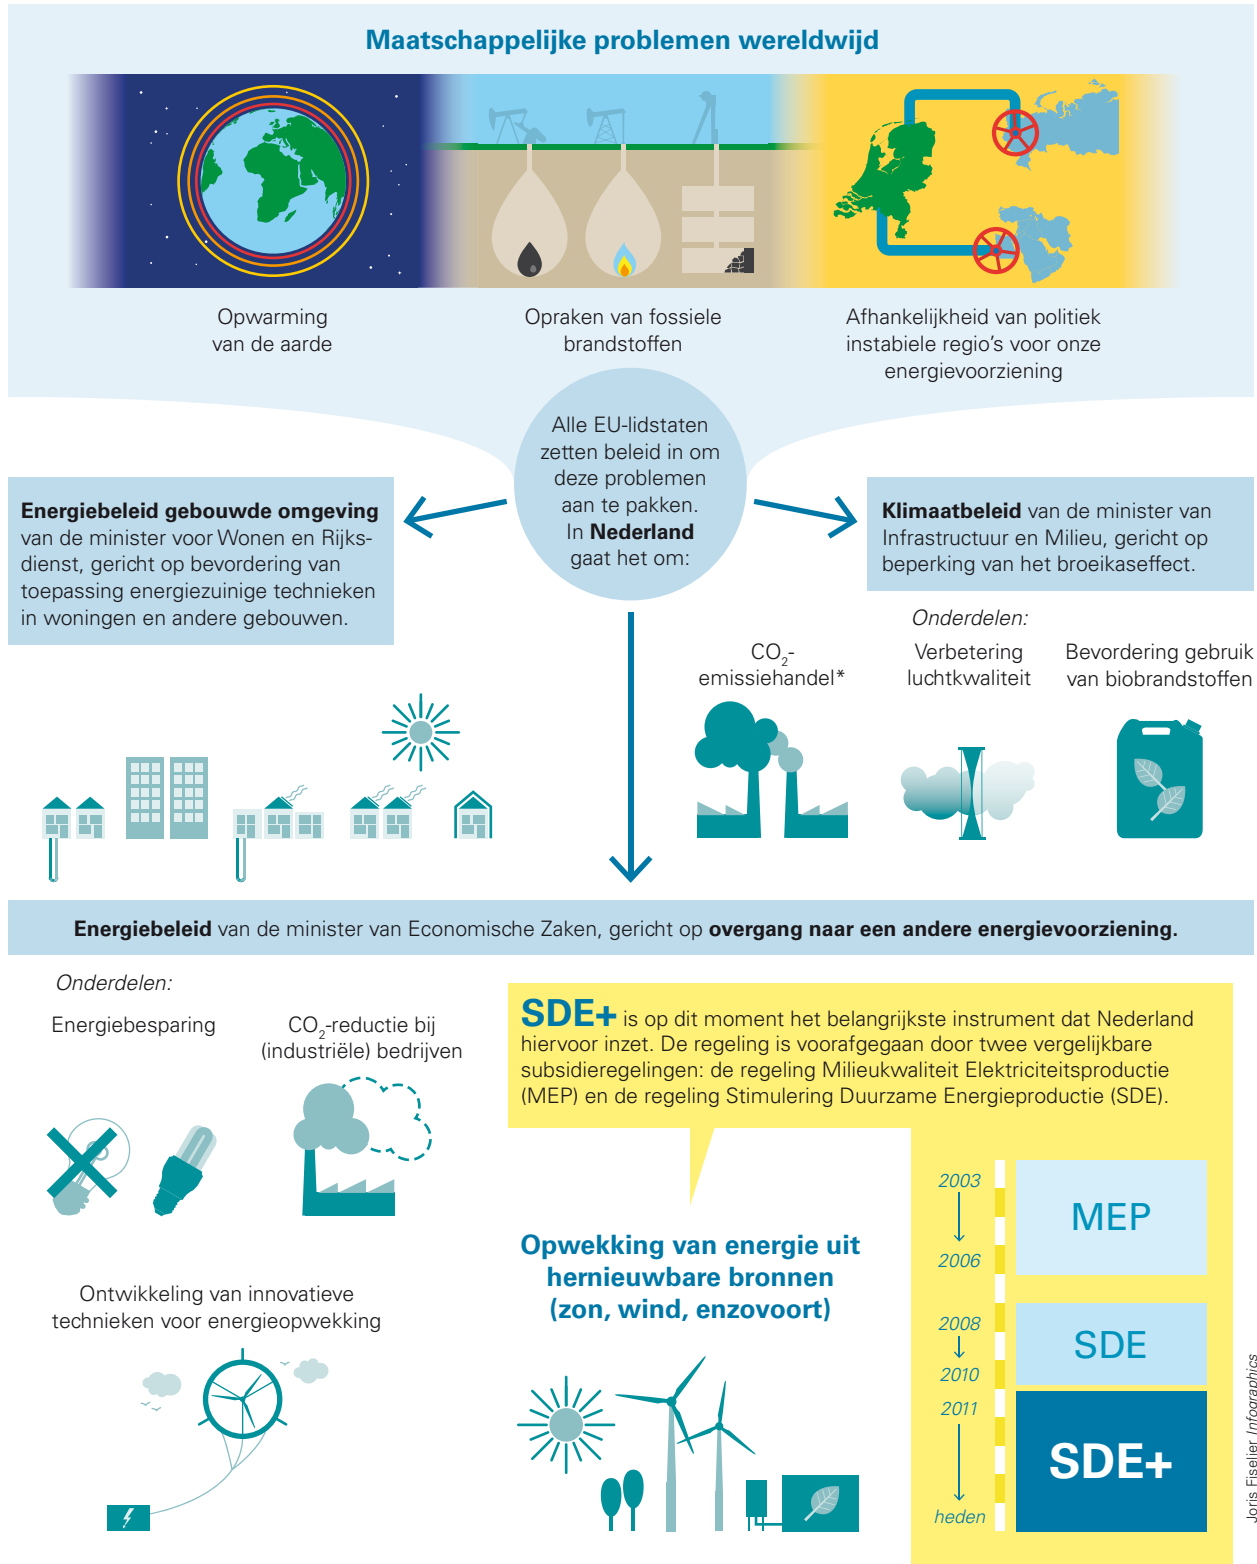 Maatschappelijke problemen wereldwijd
Opwarming
van de aarde
Opraken van fossiele
brandstoffen
Afhankelijkheid van politiek
instabiele regio's voor onze
energievoorziening
Alle EU-lidstaten
zetten beleid in om
deze problemen
aan te pakken.
In Nederland
gaat het om:
Energiebeleid gebouwde omgeving
van de minister voor Wonen en Rijks-
dienst, gericht op bevordering van
toepassing energiezuinige technieken
in woningen en andere gebouwen.
Klimaatbeleid van de minister van
Infrastructuur en Milieu, gericht op
beperking van het broeikaseffect.
Onderdelen:
CO₂-
emissiehandel*
Verbetering
luchtkwaliteit
Bevordering gebruik
van biobrandstoffen
Energiebeleid van de minister van Economische Zaken, gericht op overgang naar een andere energievoorziening.
Onderdelen:
Energiebesparing
CO₂-reductie bij
(industriële) bedrijven
Ontwikkeling van innovatieve
technieken voor energieopwekking
SDE+ is op dit moment het belangrijkste instrument dat Nederland
hiervoor inzet. De regeling is voorafgegaan door twee vergelijkbare
subsidieregelingen: de regeling Milieukwaliteit Elektriciteitsproductie
(MEP) en de regeling Stimulering Duurzame Energieproductie (SDE).
Opwekking van energie uit
hernieuwbare bronnen
(zon, wind, enzovoort)
2003
MEP
2006
2008
SDE
2010
2011
SDE+
heden
Joris Fiselier Infographics